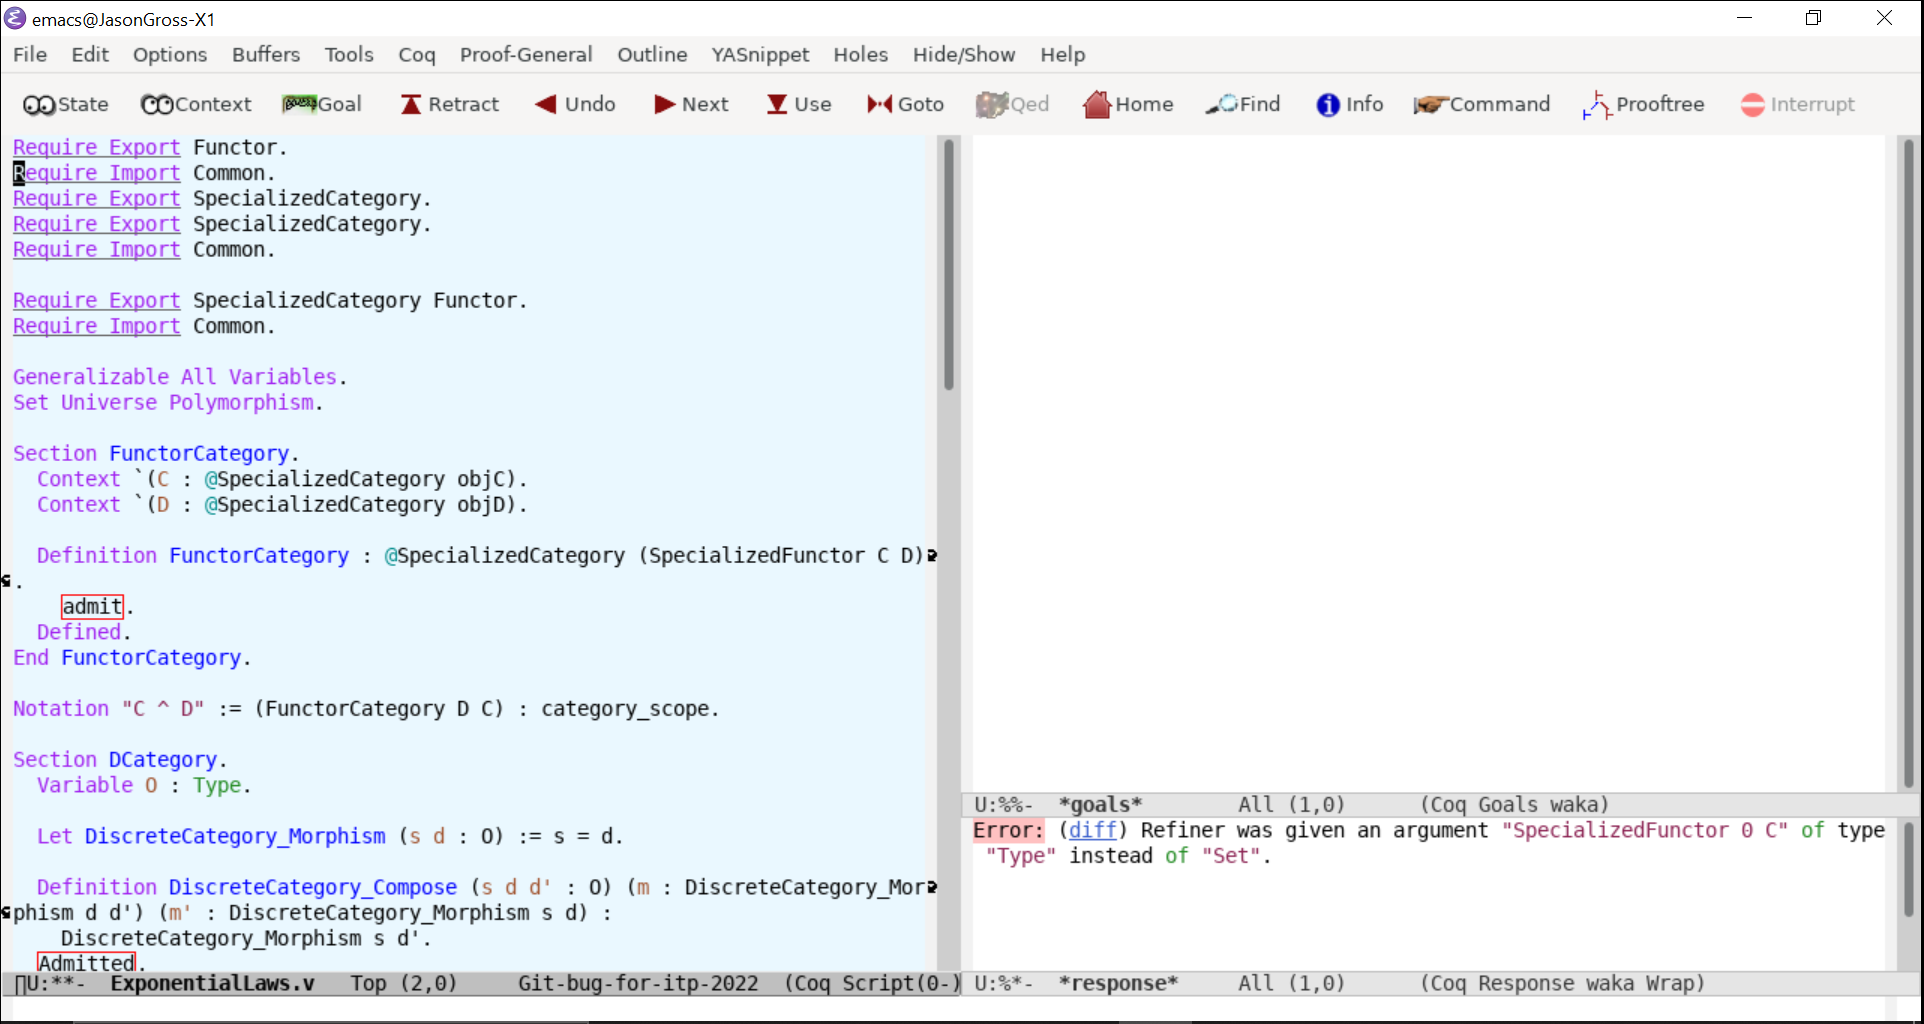 emacs@JasonGross-X1
File Edit Options Buffers Tools Coq Proof-General Outline YASnippet Holes Hide/Show Help
State Context Goal Retract Undo Next Use Goto Qed Home Find Info Command Prooftree Interrupt
Require Export Functor.
Require Import Common.
Require Export SpecializedCategory.
Require Export SpecializedCategory.
Require Import Common.
Require Export SpecializedCategory Functor.
Require Import Common.
Generalizable All Variables.
Set Universe Polymorphism.
Section FunctorCategory.
Context `(C : @SpecializedCategory objC).
Context `(D : @SpecializedCategory objD).
Definition FunctorCategory : @SpecializedCategory (SpecializedFunctor C D)
.
admit.
Defined.
End FunctorCategory.
Notation "C ^ D" := (FunctorCategory D C) : category_scope.
Section DCategory.
Variable O : Type.
Let DiscreteCategory_Morphism (s d : O) := s = d.
Definition DiscreteCategory_Compose (s d d' : O) (m : DiscreteCategory_Mor
phism d d') (m' : DiscreteCategory_Morphism s d) :
DiscreteCategory_Morphism s d'.
Admitted.
U:**- ExponentialLaws.v Top (2,0) Git-bug-for-itp-2022 (Coq Script(0-)
U:%%- *goals* All (1,0) (Coq Goals waka)
Error: (diff) Refiner was given an argument "SpecializedFunctor 0 C" of type
"Type" instead of "Set".
U:%*- *response* All (1,0) (Coq Response waka Wrap)